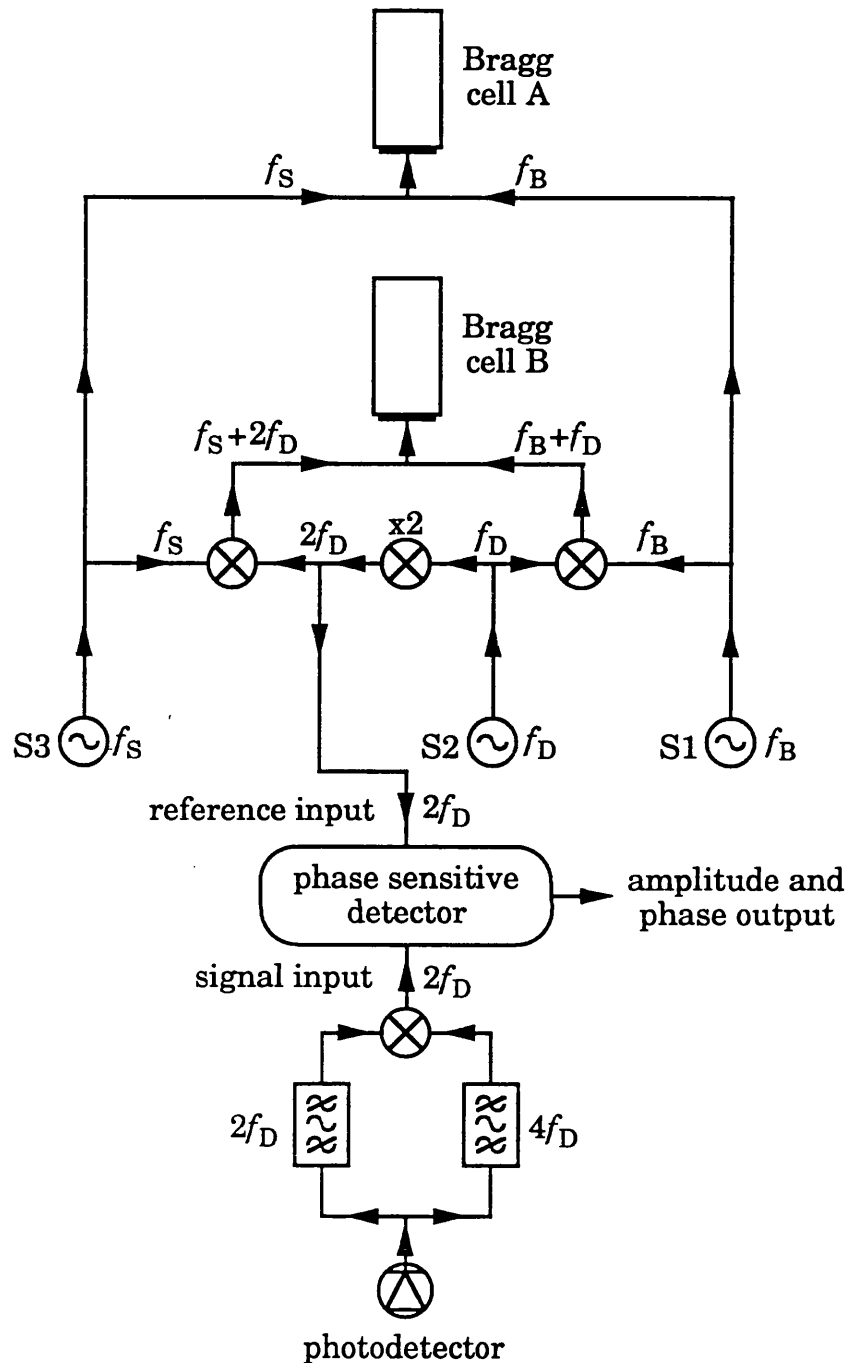 Bragg
cell A
f_S f_B
Bragg
cell B
f_S+2f_D f_B+f_D
x2
f_S 2f_D f_D f_B
S3 f_S S2 f_D S1 f_B
reference input 2f_D
phase sensitive
detector
amplitude and
phase output
signal input 2f_D
2f_D 4f_D
photodetector